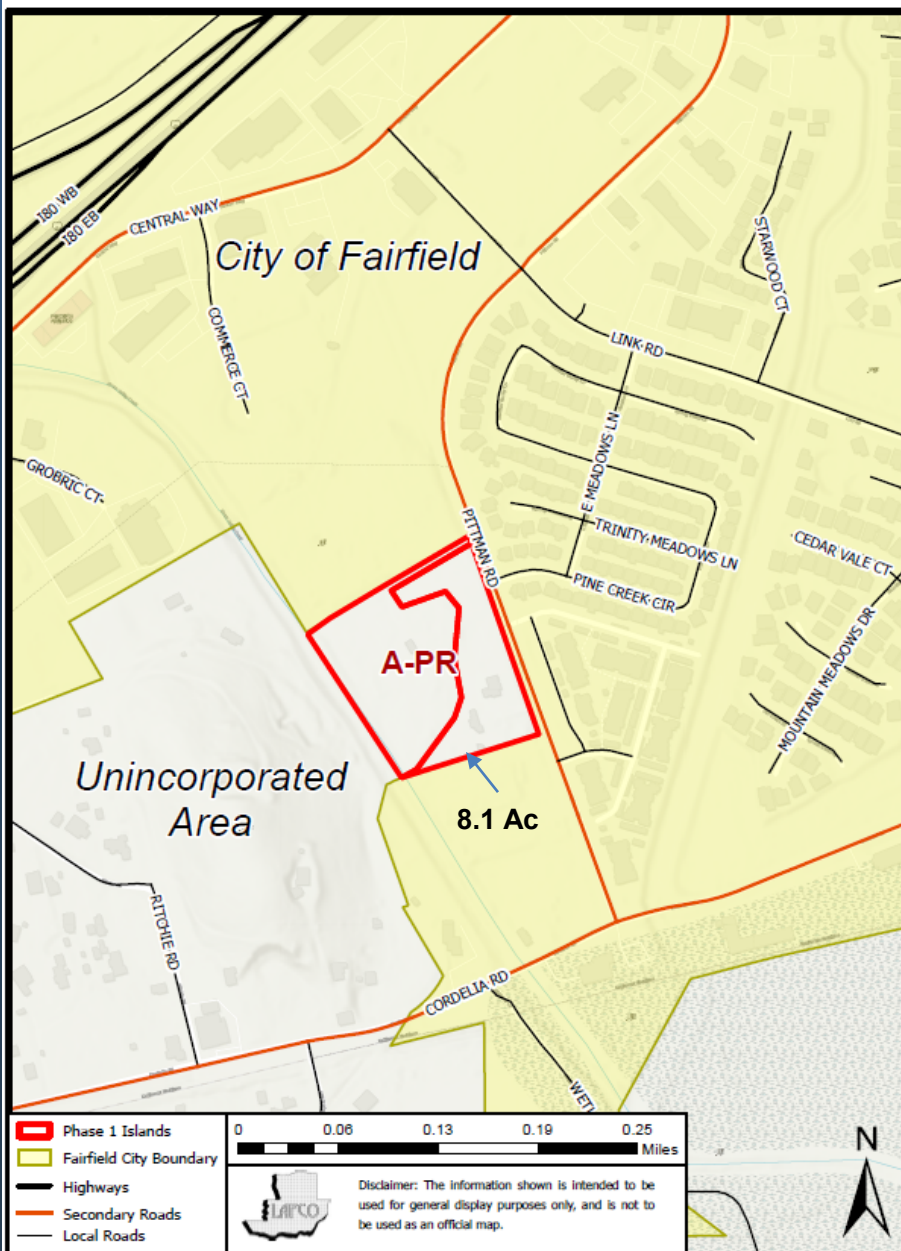 I80 WB
I80 EB
CENTRAL WAY
City of Fairfield
STARWOOD CT
COMMERCE CT
LINK RD
GROBRIC CT
E MEADOWS LN
PITTMAN RD
TRINITY MEADOWS LN
CEDAR VALE CT
PINE CREEK CIR
A-PR
MOUNTAIN MEADOWS DR
Unincorporated
Area
8.1 Ac
RITCHIE RD
CORDELIA RD
WETL
Phase 1 Islands
Fairfield City Boundary
Highways
Secondary Roads
Local Roads
0 0.06 0.13 0.19 0.25
Miles
LAFCO
Disclaimer: The information shown is intended to be
used for general display purposes only, and is not to
be used as an official map.
N